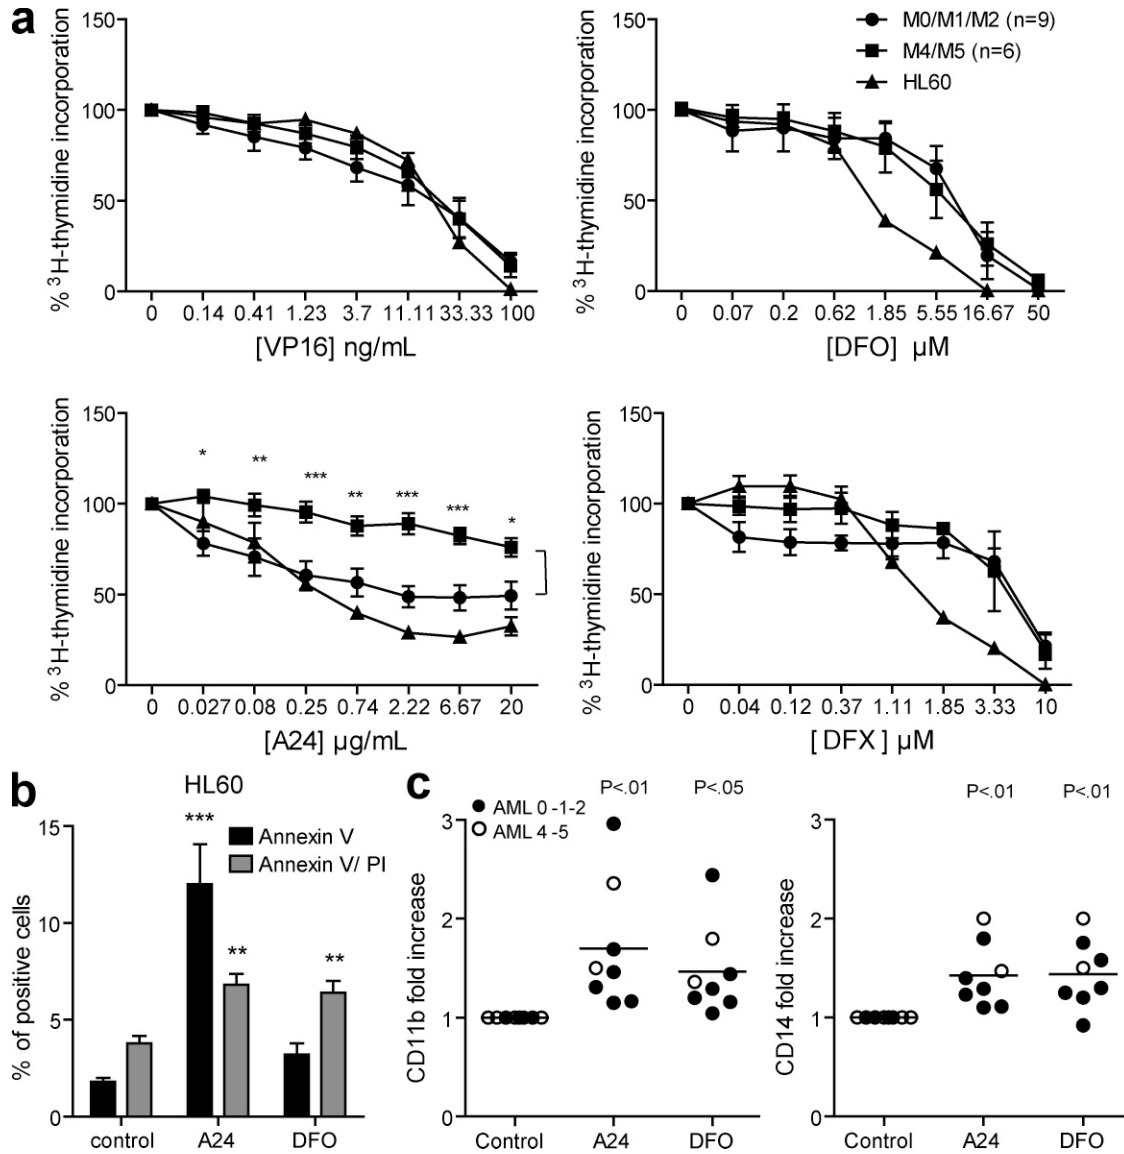 a
150
100
50
0
% ³H-thymidine incorporation
0 0.14 0.41 1.23 3.7 11.11 33.33 100
[VP16] ng/mL
150
100
50
0
% ³H-thymidine incorporation
M0/M1/M2 (n=9)
M4/M5 (n=6)
HL60
0 0.07 0.2 0.62 1.85 5.55 16.67 50
[DFO] µM
150
100
50
0
% ³H-thymidine incorporation
* ** *** ** *** *** *
0 0.027 0.08 0.25 0.74 2.22 6.67 20
[A24] µg/mL
150
100
50
0
% ³H-thymidine incorporation
0 0.04 0.12 0.37 1.11 1.85 3.33 10
[DFX] µM
b
HL60
15
10
5
0
% of positive cells
Annexin V
Annexin V/ PI
*** ** **
control A24 DFO
c
AML 0-1-2
AML 4-5
P<.01 P<.05
3
2
1
0
CD11b fold increase
Control A24 DFO
P<.01 P<.01
3
2
1
0
CD14 fold increase
Control A24 DFO